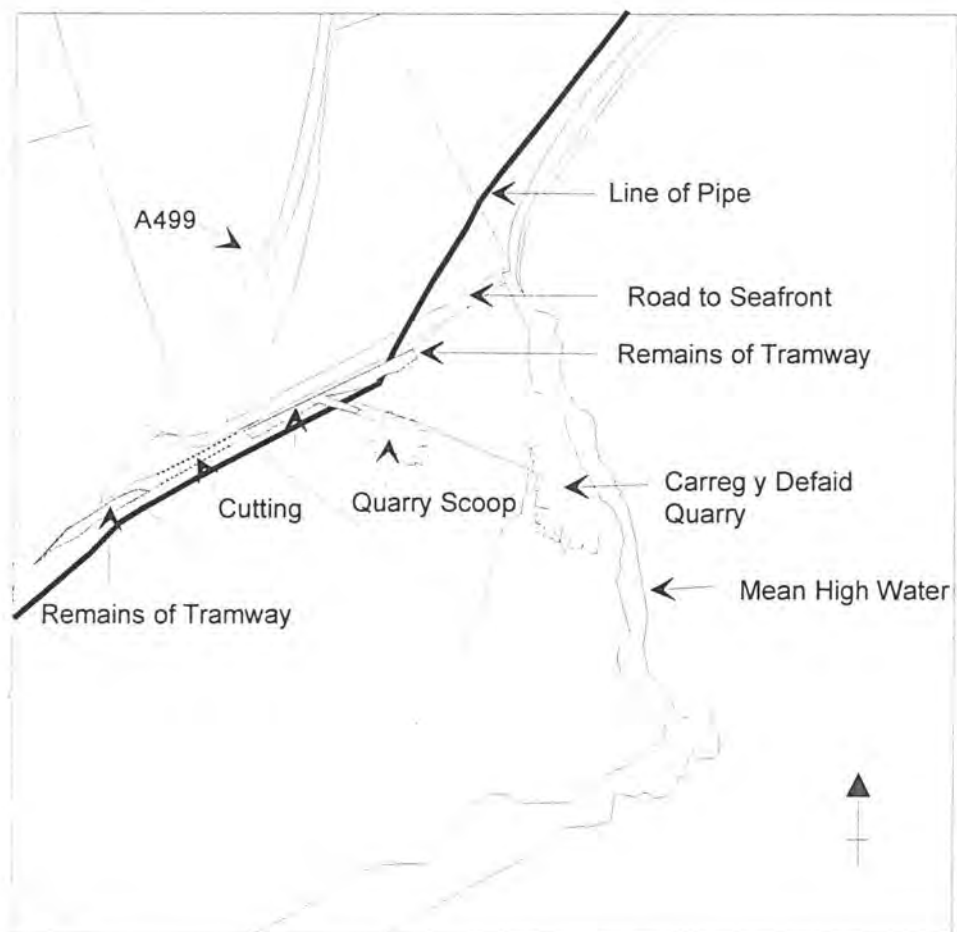 Line of Pipe
A499
Road to Seafront
Remains of Tramway
Carreg y Defaid
Quarry
Cutting
Quarry Scoop
Mean High Water
Remains of Tramway